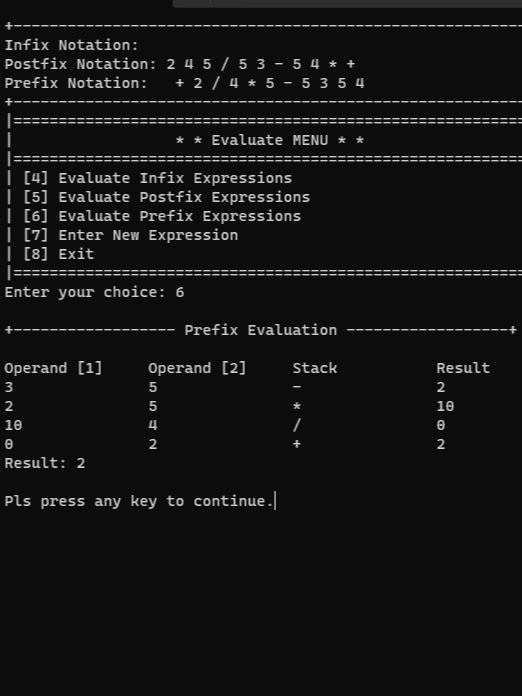 +----------------------------------------------------------
Infix Notation:
Postfix Notation: 2 4 5 / 5 3 - 5 4 * +
Prefix Notation:   + 2 / 4 * 5 - 5 3 5 4
+----------------------------------------------------------
|==========================================================
|                  * * Evaluate MENU * *
|==========================================================
| [4] Evaluate Infix Expressions
| [5] Evaluate Postfix Expressions
| [6] Evaluate Prefix Expressions
| [7] Enter New Expression
| [8] Exit
|==========================================================
Enter your choice: 6
+------------------ Prefix Evaluation ------------------+
Operand [1]     Operand [2]     Stack           Result
3               5               -               2
2               5               *               10
10              4               /               0
0               2               +               2
Result: 2
Pls press any key to continue.